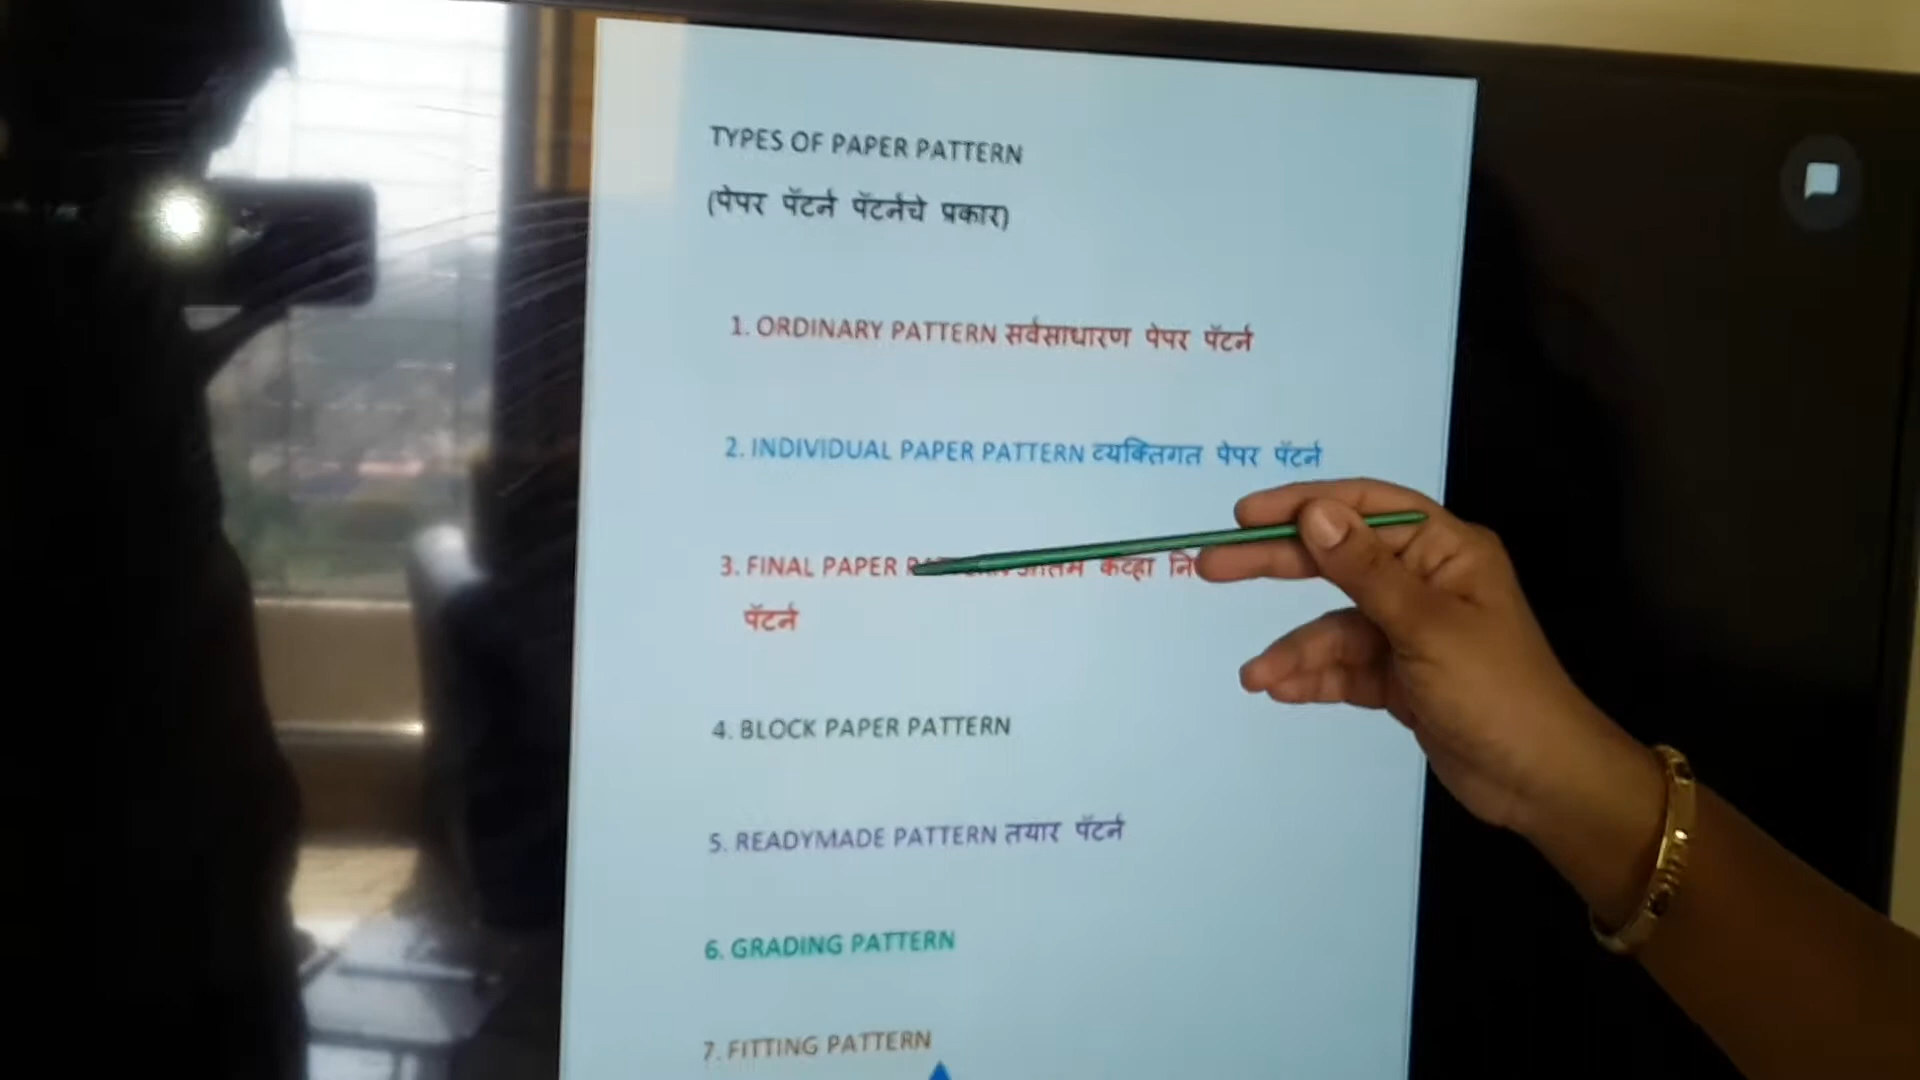 TYPES OF PAPER PATTERN
(पेपर पॅटर्न पॅटर्नचे प्रकार)
1. ORDINARY PATTERN सर्वसाधारण पेपर पॅटर्न
2. INDIVIDUAL PAPER PATTERN व्यक्तिगत पेपर पॅटर्न
3. FINAL PAPER
पॅटर्न
4. BLOCK PAPER PATTERN
5. READYMADE PATTERN तयार पॅटर्न
6. GRADING PATTERN
7. FITTING PATTERN